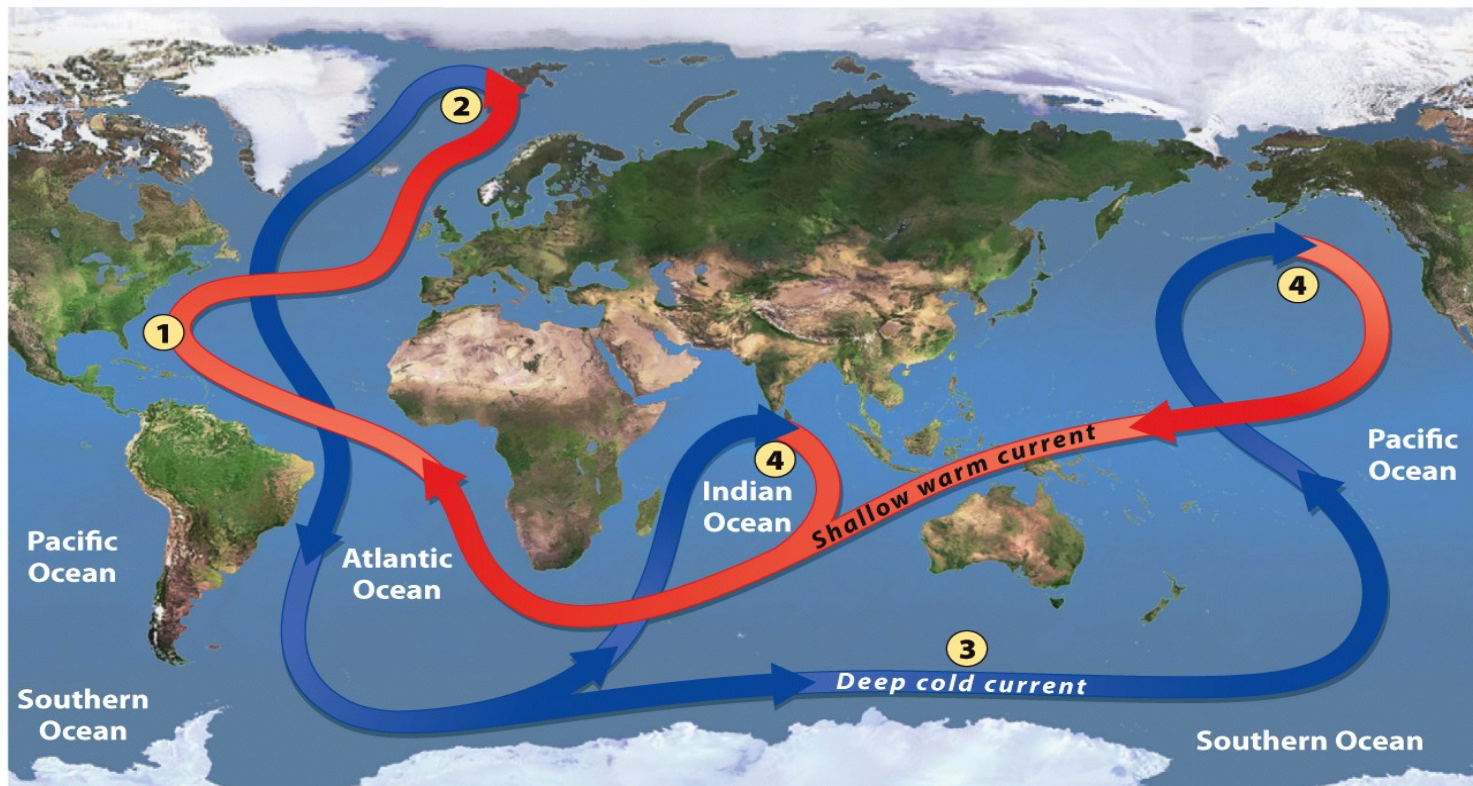 2
1
4
4
Shallow warm current
Pacific
Ocean
Indian
Ocean
Pacific
Ocean
Atlantic
Ocean
3
Deep cold current
Southern
Ocean
Southern Ocean